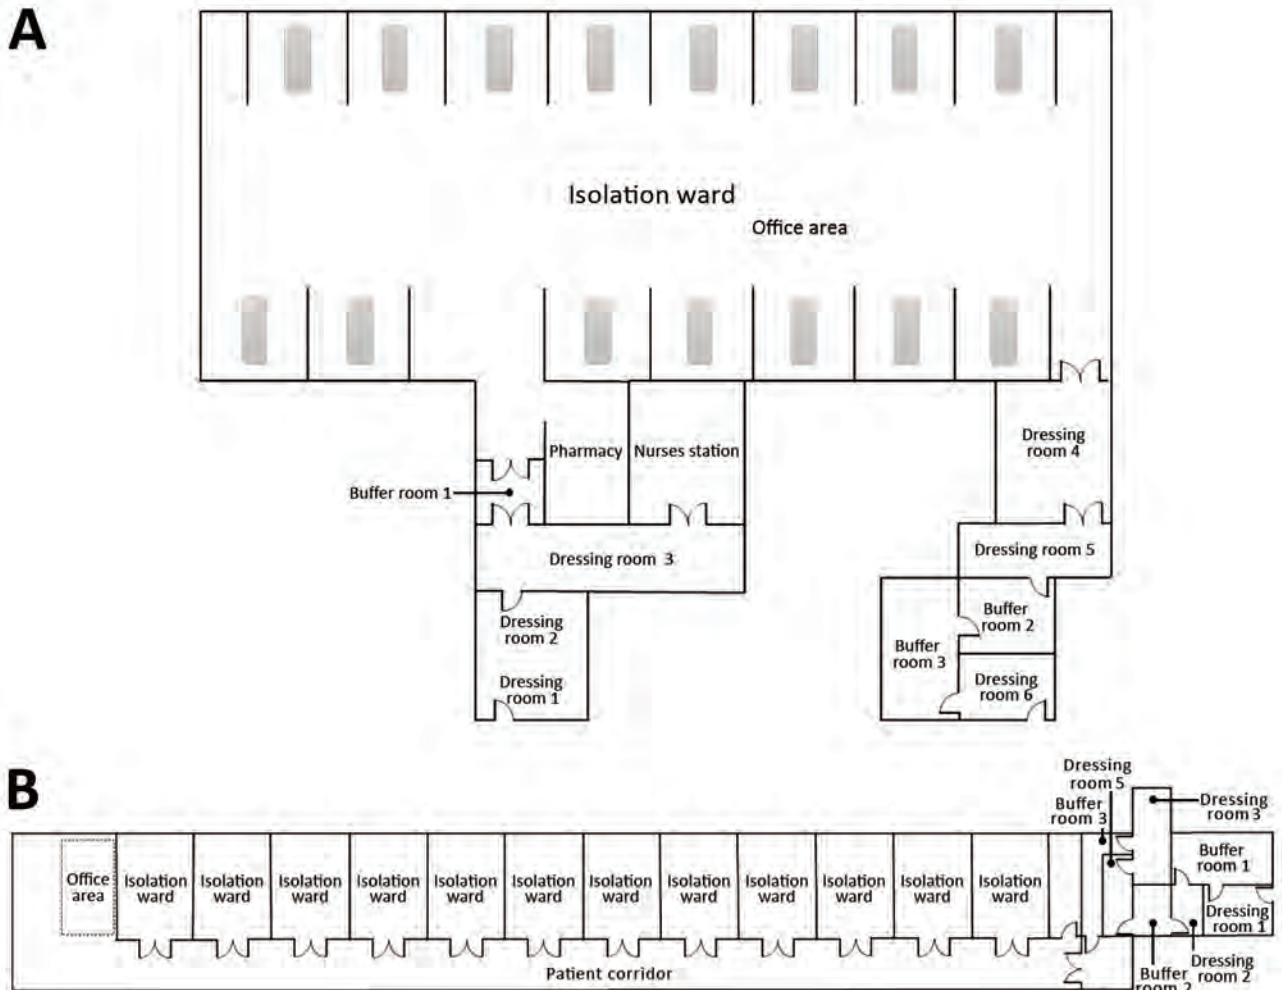 A
Isolation ward
Office area
Pharmacy
Nurses station
Dressing
room 4
Buffer room 1
Dressing room 3
Dressing room 5
Dressing
room 2
Buffer
room 2
Buffer
room 3
Dressing
room 1
Dressing
room 6
B
Dressing
room 5
Buffer
room 3
Dressing
room 3
Office
area
Isolation
ward
Isolation
ward
Isolation
ward
Isolation
ward
Isolation
ward
Isolation
ward
Isolation
ward
Isolation
ward
Isolation
ward
Isolation
ward
Isolation
ward
Isolation
ward
Buffer
room 1
Dressing
room 1
Patient corridor
Buffer
room 2
Dressing
room 2